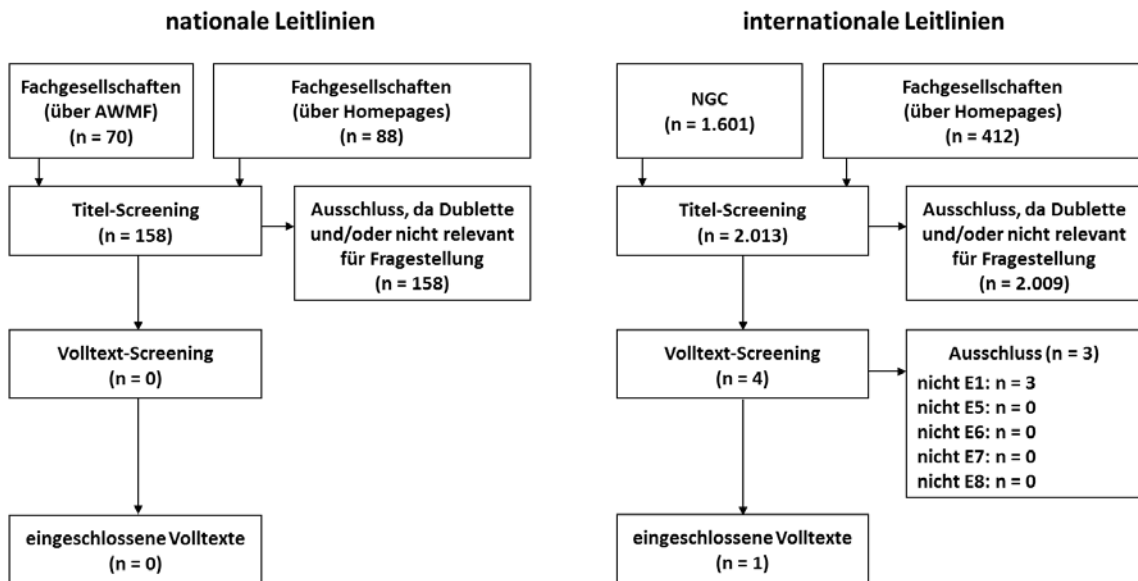 nationale Leitlinien
Fachgesellschaften
(über AWMF)
(n = 70)
Fachgesellschaften
(über Homepages)
(n = 88)
Titel-Screening
(n = 158)
Ausschluss, da Dublette
und/oder nicht relevant
für Fragestellung
(n = 158)
Volltext-Screening
(n = 0)
eingeschlossene Volltexte
(n = 0)
internationale Leitlinien
NGC
(n = 1.601)
Fachgesellschaften
(über Homepages)
(n = 412)
Titel-Screening
(n = 2.013)
Ausschluss, da Dublette
und/oder nicht relevant
für Fragestellung
(n = 2.009)
Volltext-Screening
(n = 4)
Ausschluss (n = 3)
nicht E1: n = 3
nicht E5: n = 0
nicht E6: n = 0
nicht E7: n = 0
nicht E8: n = 0
eingeschlossene Volltexte
(n = 1)